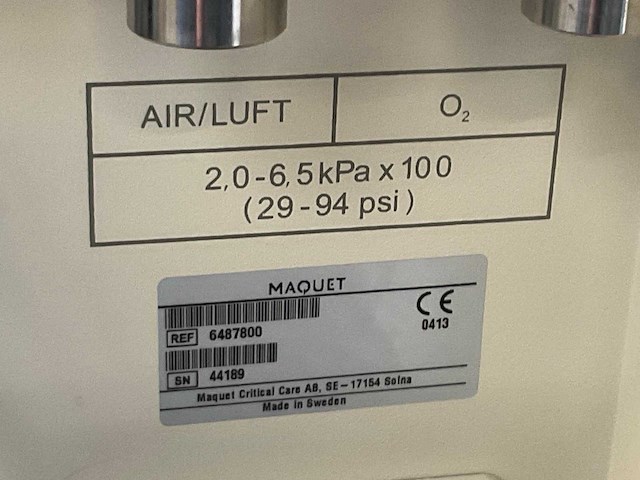 AIR/LUFT O₂
2,0-6,5 kPa x 100
(29-94 psi)
MAQUET
CE
0413
REF 6487800
SN 44189
Maquet Critical Care AB, SE-17154 Solna
Made in Sweden